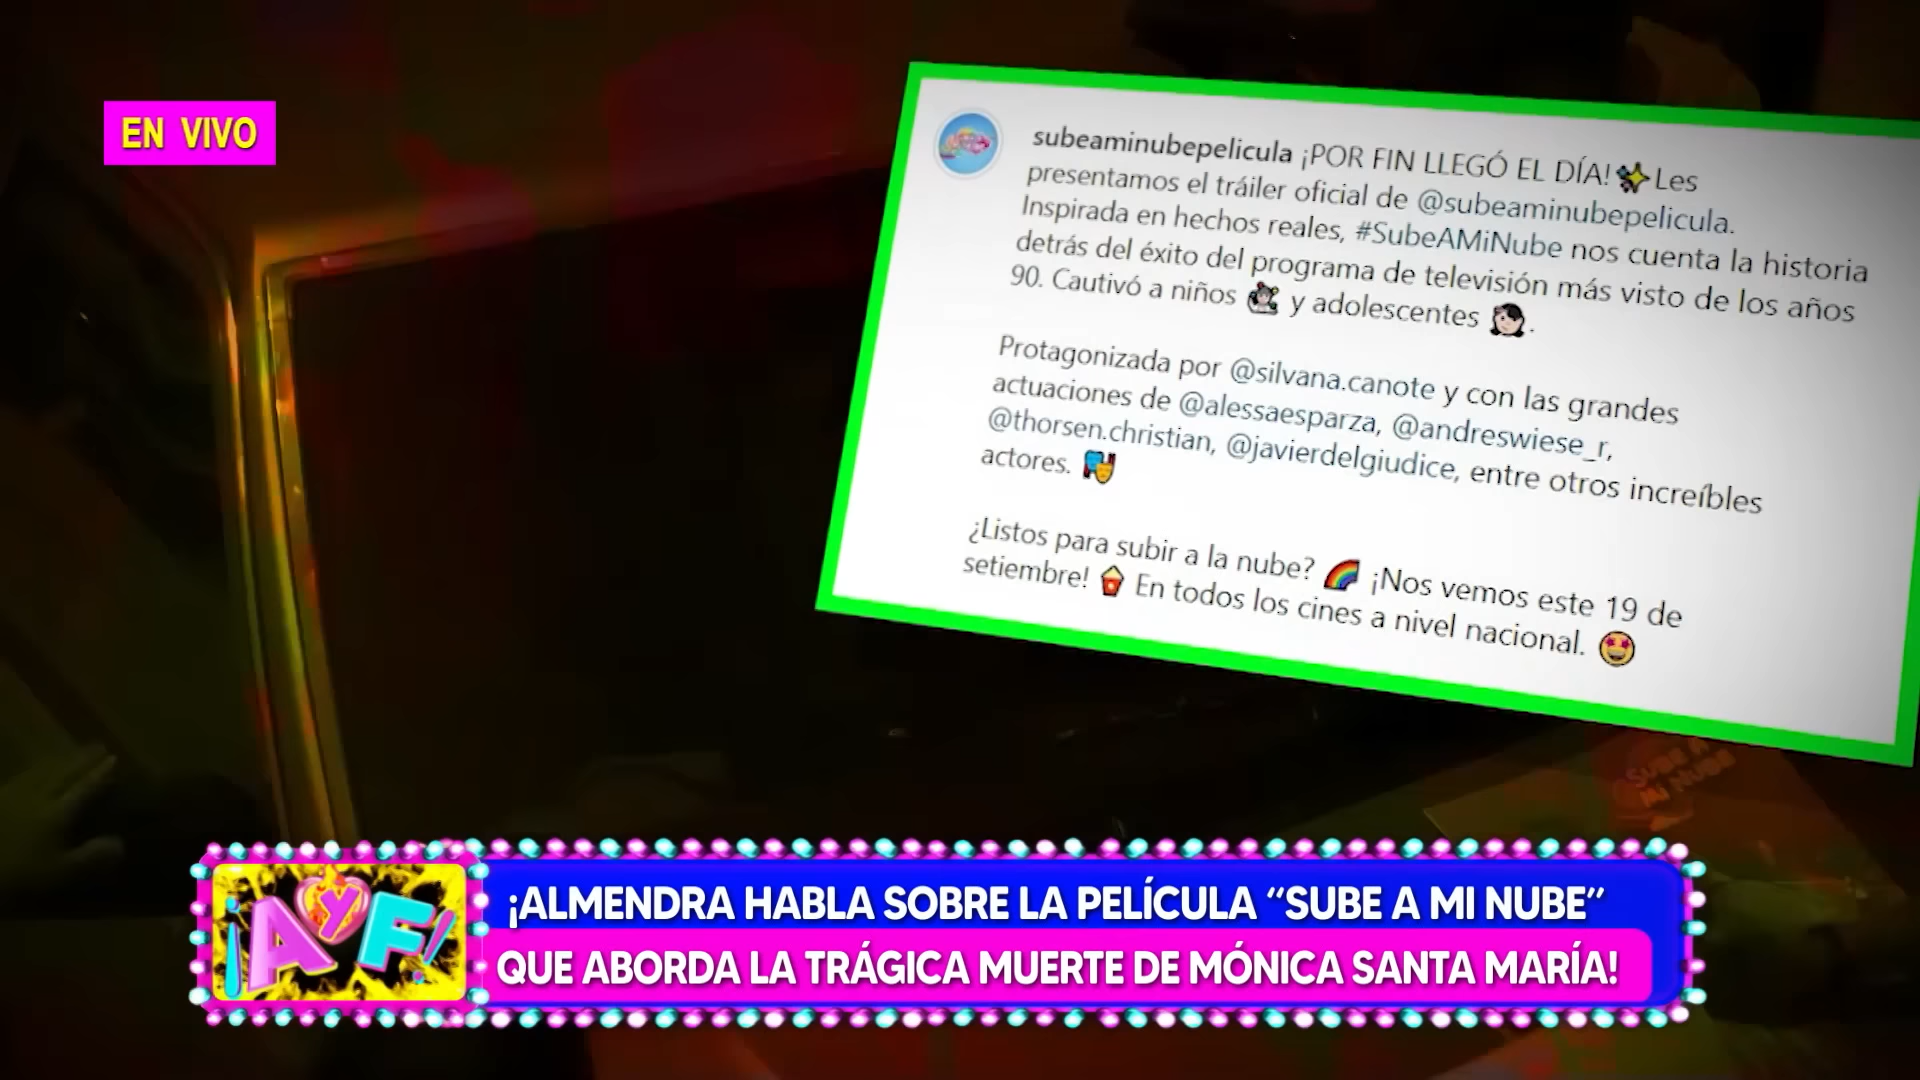 EN VIVO
subeaminubepelicula ¡POR FIN LLEGÓ EL DÍA!✨Les
presentamos el tráiler oficial de @subeaminubepelicula.
Inspirada en hechos reales, #SubeAMiNube nos cuenta la historia
detrás del éxito del programa de televisión más visto de los años
90. Cautivó a niños y adolescentes .
Protagonizada por @silvana.canote y con las grandes
actuaciones de @alessaesparza, @andreswiese_r,
@thorsen.christian, @javierdelgiudice, entre otros increíbles
actores. 🎭
¿Listos para subir a la nube? 🌈 ¡Nos vemos este 19 de
setiembre! 🍿 En todos los cines a nivel nacional. 🤩
SUBE A
MI NUBE
¡AYF!
¡ALMENDRA HABLA SOBRE LA PELÍCULA “SUBE A MI NUBE”
QUE ABORDA LA TRÁGICA MUERTE DE MÓNICA SANTA MARÍA!